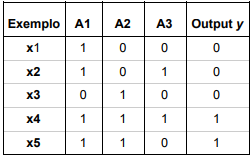 Exemplo A1 A2 A3 Output y
x1 1 0 0 0
x2 1 0 1 0
x3 0 1 0 0
x4 1 1 1 1
x5 1 1 0 1